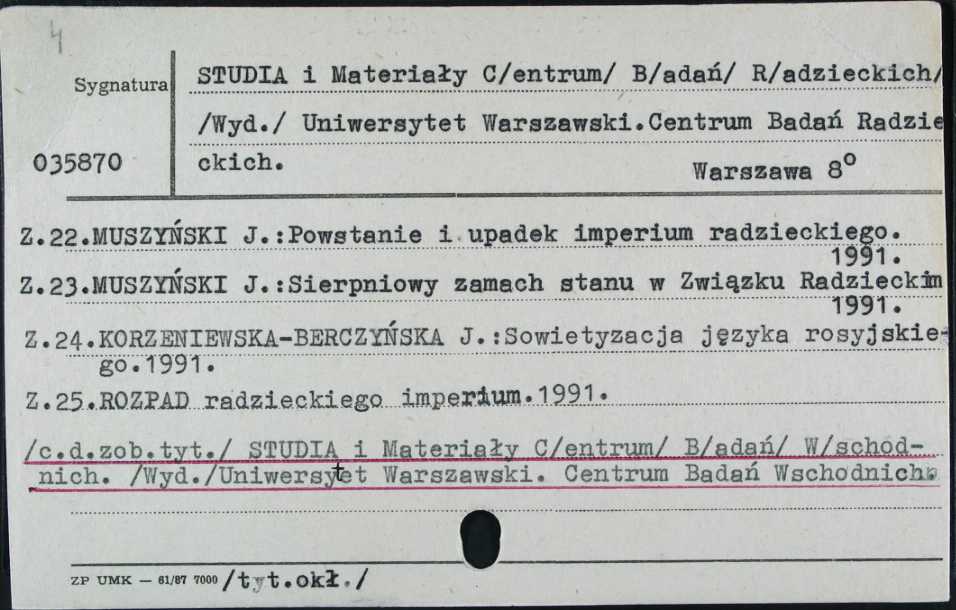 4
Sygnatura
STUDIA i Materiały C/entrum/ B/adań/ R/adzieckich/
/Wyd./ Uniwersytet Warszawski.Centrum Badań Radzie
035870
ckich.
Warszawa 8º
Z.22.MUSZYŃSKI J.:Powstanie i upadek imperium radzieckiego.
1991.
Z.23.MUSZYŃSKI J.:Sierpniowy zamach stanu w Związku Radzieckim
1991.
Z.24.KORZENIEWSKA-BERCZYŃSKA J.:Sowietyzacja języka rosyjskie-
go.1991.
Z.25.ROZPAD radzieckiego imperium.1991.
/c.d.zob.tyt./ STUDIA i Materiały C/entrum/ B/adań/ W/schod-
nich. /Wyd./Uniwersytet Warszawski. Centrum Badań Wschodnich.
ZP UMK — 61/87 7000 /tyt.okł./